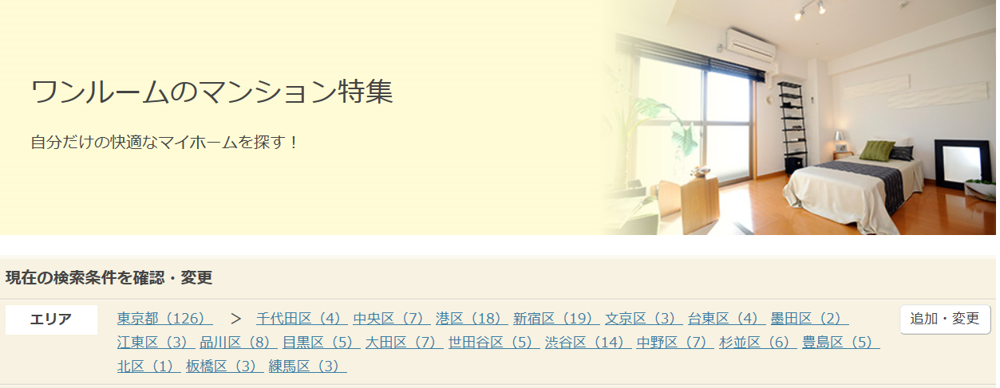 ワンルームのマンション特集
自分だけの快適なマイホームを探す！
現在の検索条件を確認・変更
エリア 東京都（126） ＞ 千代田区（4） 中央区（7） 港区（18） 新宿区（19） 文京区（3） 台東区（4） 墨田区（2） 追加・変更
江東区（3） 品川区（8） 目黒区（5） 大田区（7） 世田谷区（5） 渋谷区（14） 中野区（7） 杉並区（6） 豊島区（5）
北区（1） 板橋区（3） 練馬区（3）